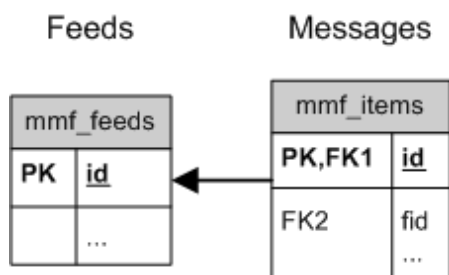 Feeds
Messages
mmf_feeds
PK id
...
mmf_items
PK,FK1 id
FK2 fid
...